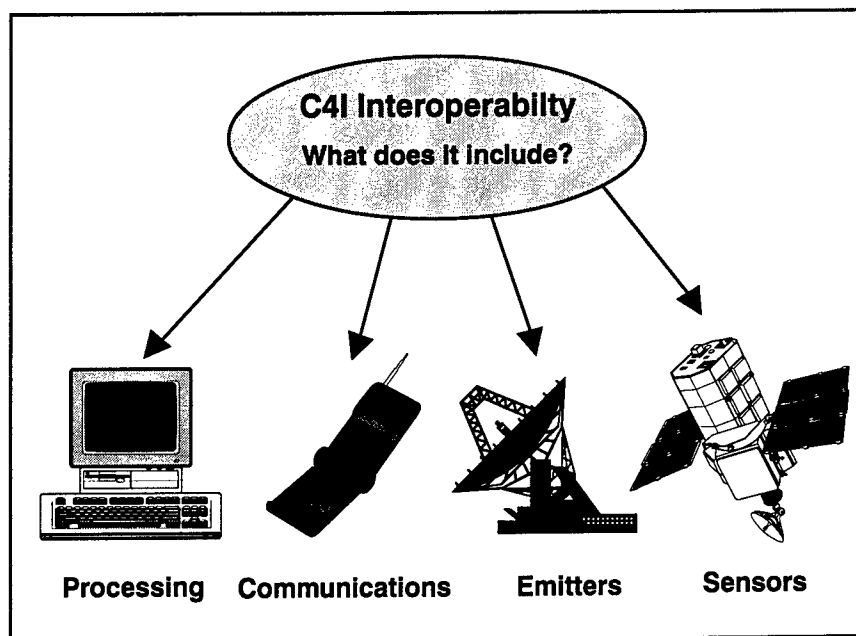 C4I Interoperabilty
What does it include?
Processing Communications Emitters Sensors